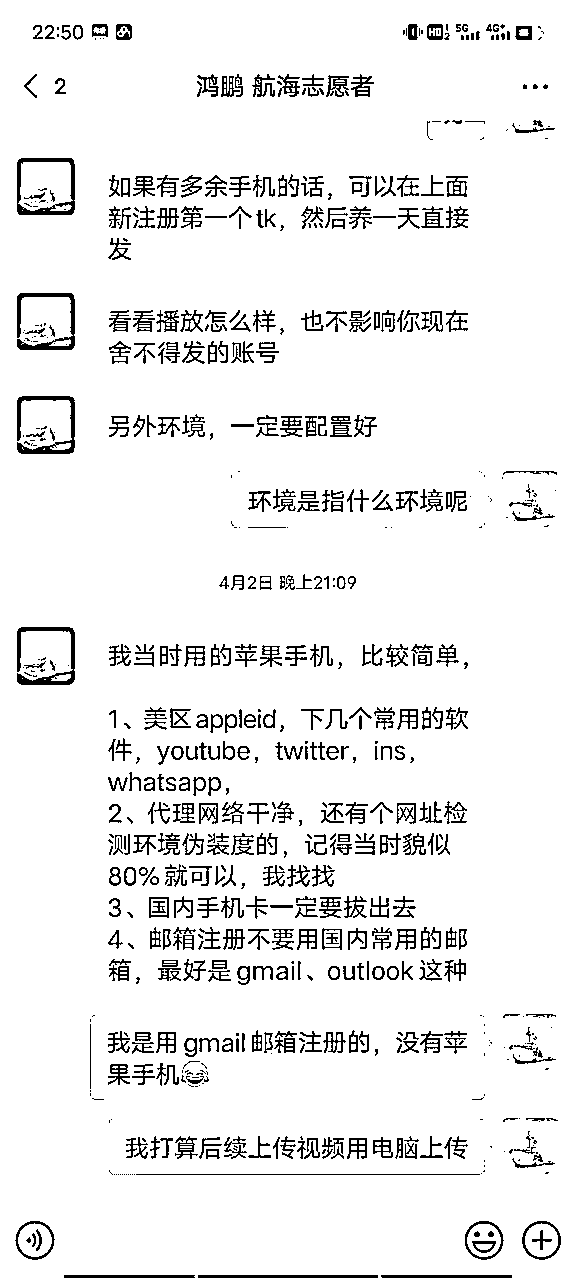 22:50
HD 5G 4G+
2
鸿鹏 航海志愿者
如果有多余手机的话，可以在上面
新注册第一个tk，然后养一天直接
发
看看播放怎么样，也不影响你现在
舍不得发的账号
另外环境，一定要配置好
环境是指什么环境呢
4月2日 晚上21:09
我当时用的苹果手机，比较简单，
1、美区appleid，下几个常用的软
件，youtube，twitter，ins，
whatsapp，
2、代理网络干净，还有个网址检
测环境伪装度的，记得当时貌似
80%就可以，我找找
3、国内手机卡一定要拔出去
4、邮箱注册不要用国内常用的邮
箱，最好是gmail、outlook这种
我是用gmail邮箱注册的，没有苹
果手机😂
我打算后续上传视频用电脑上传